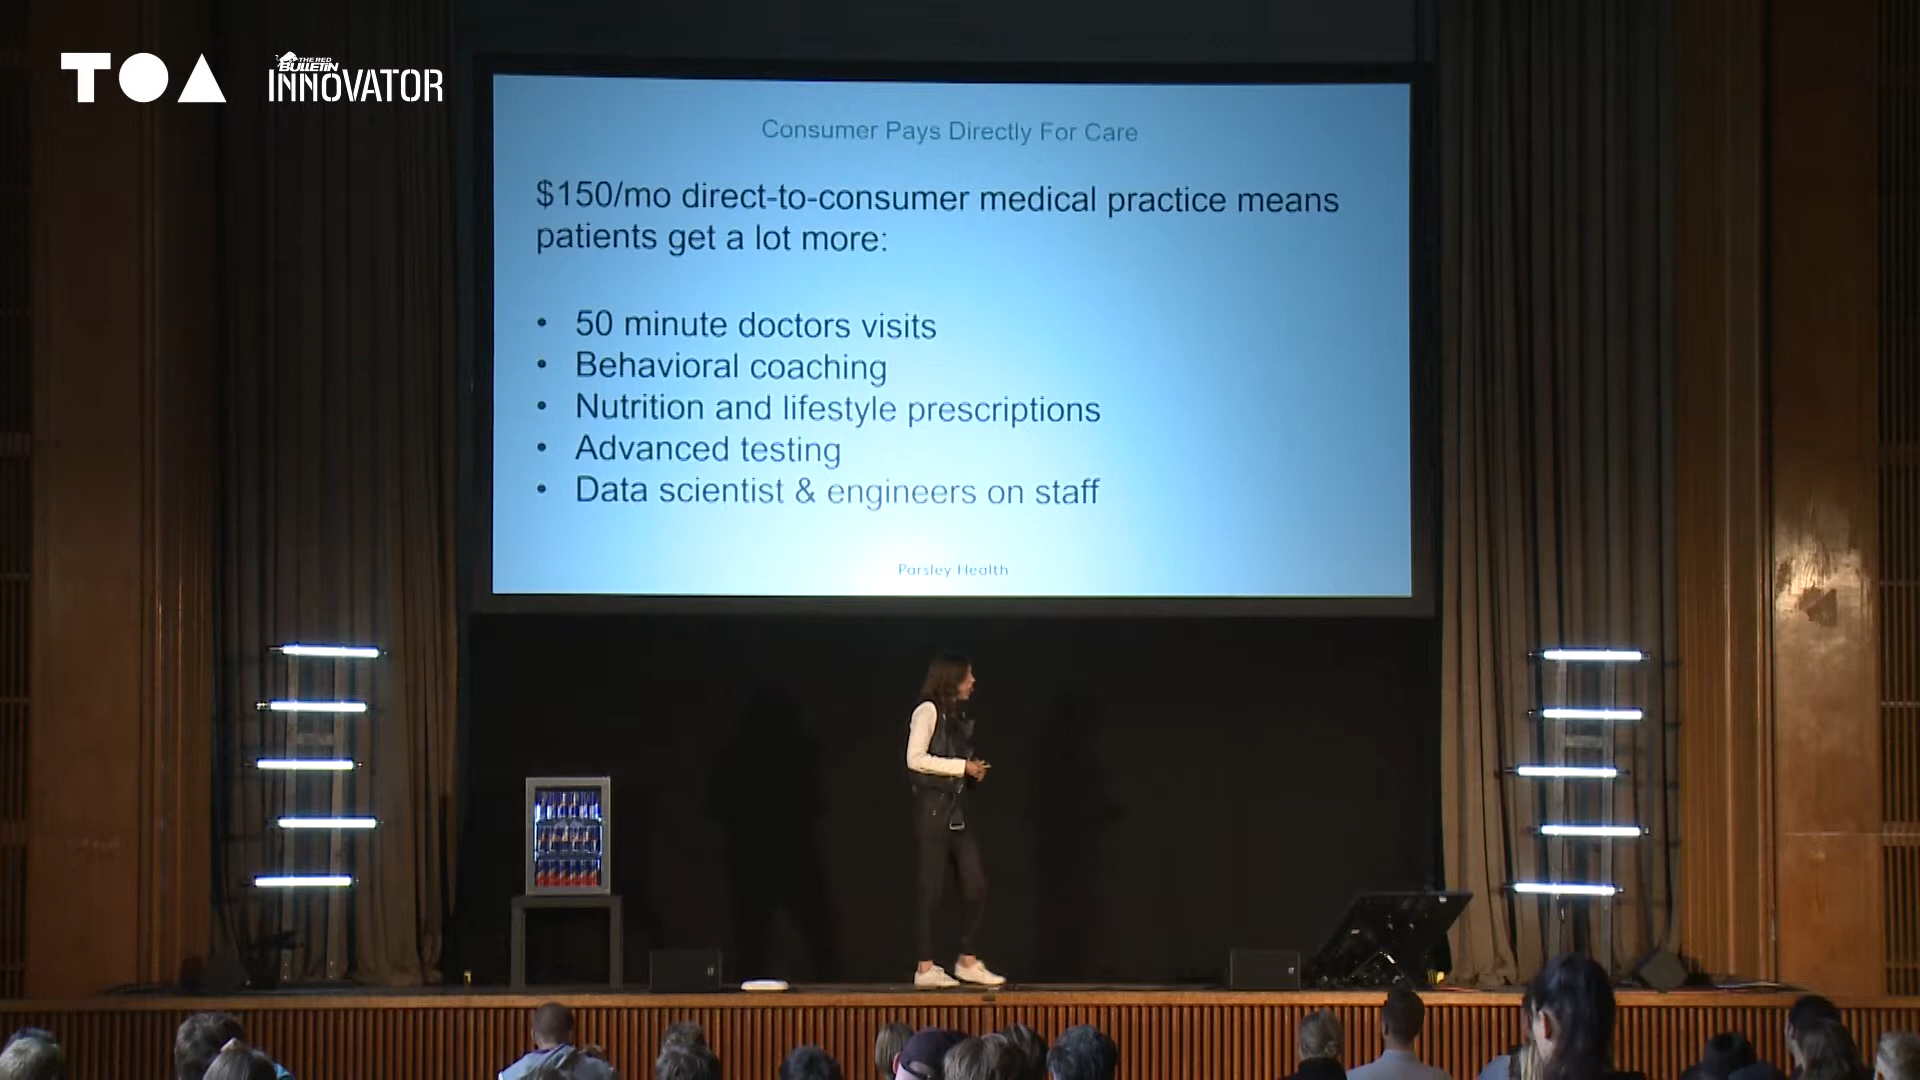 TOA
THE RED
BULLETIN
INNOVATOR
Consumer Pays Directly For Care
$150/mo direct-to-consumer medical practice means
patients get a lot more:
• 50 minute doctors visits
• Behavioral coaching
• Nutrition and lifestyle prescriptions
• Advanced testing
• Data scientist & engineers on staff
Parsley Health